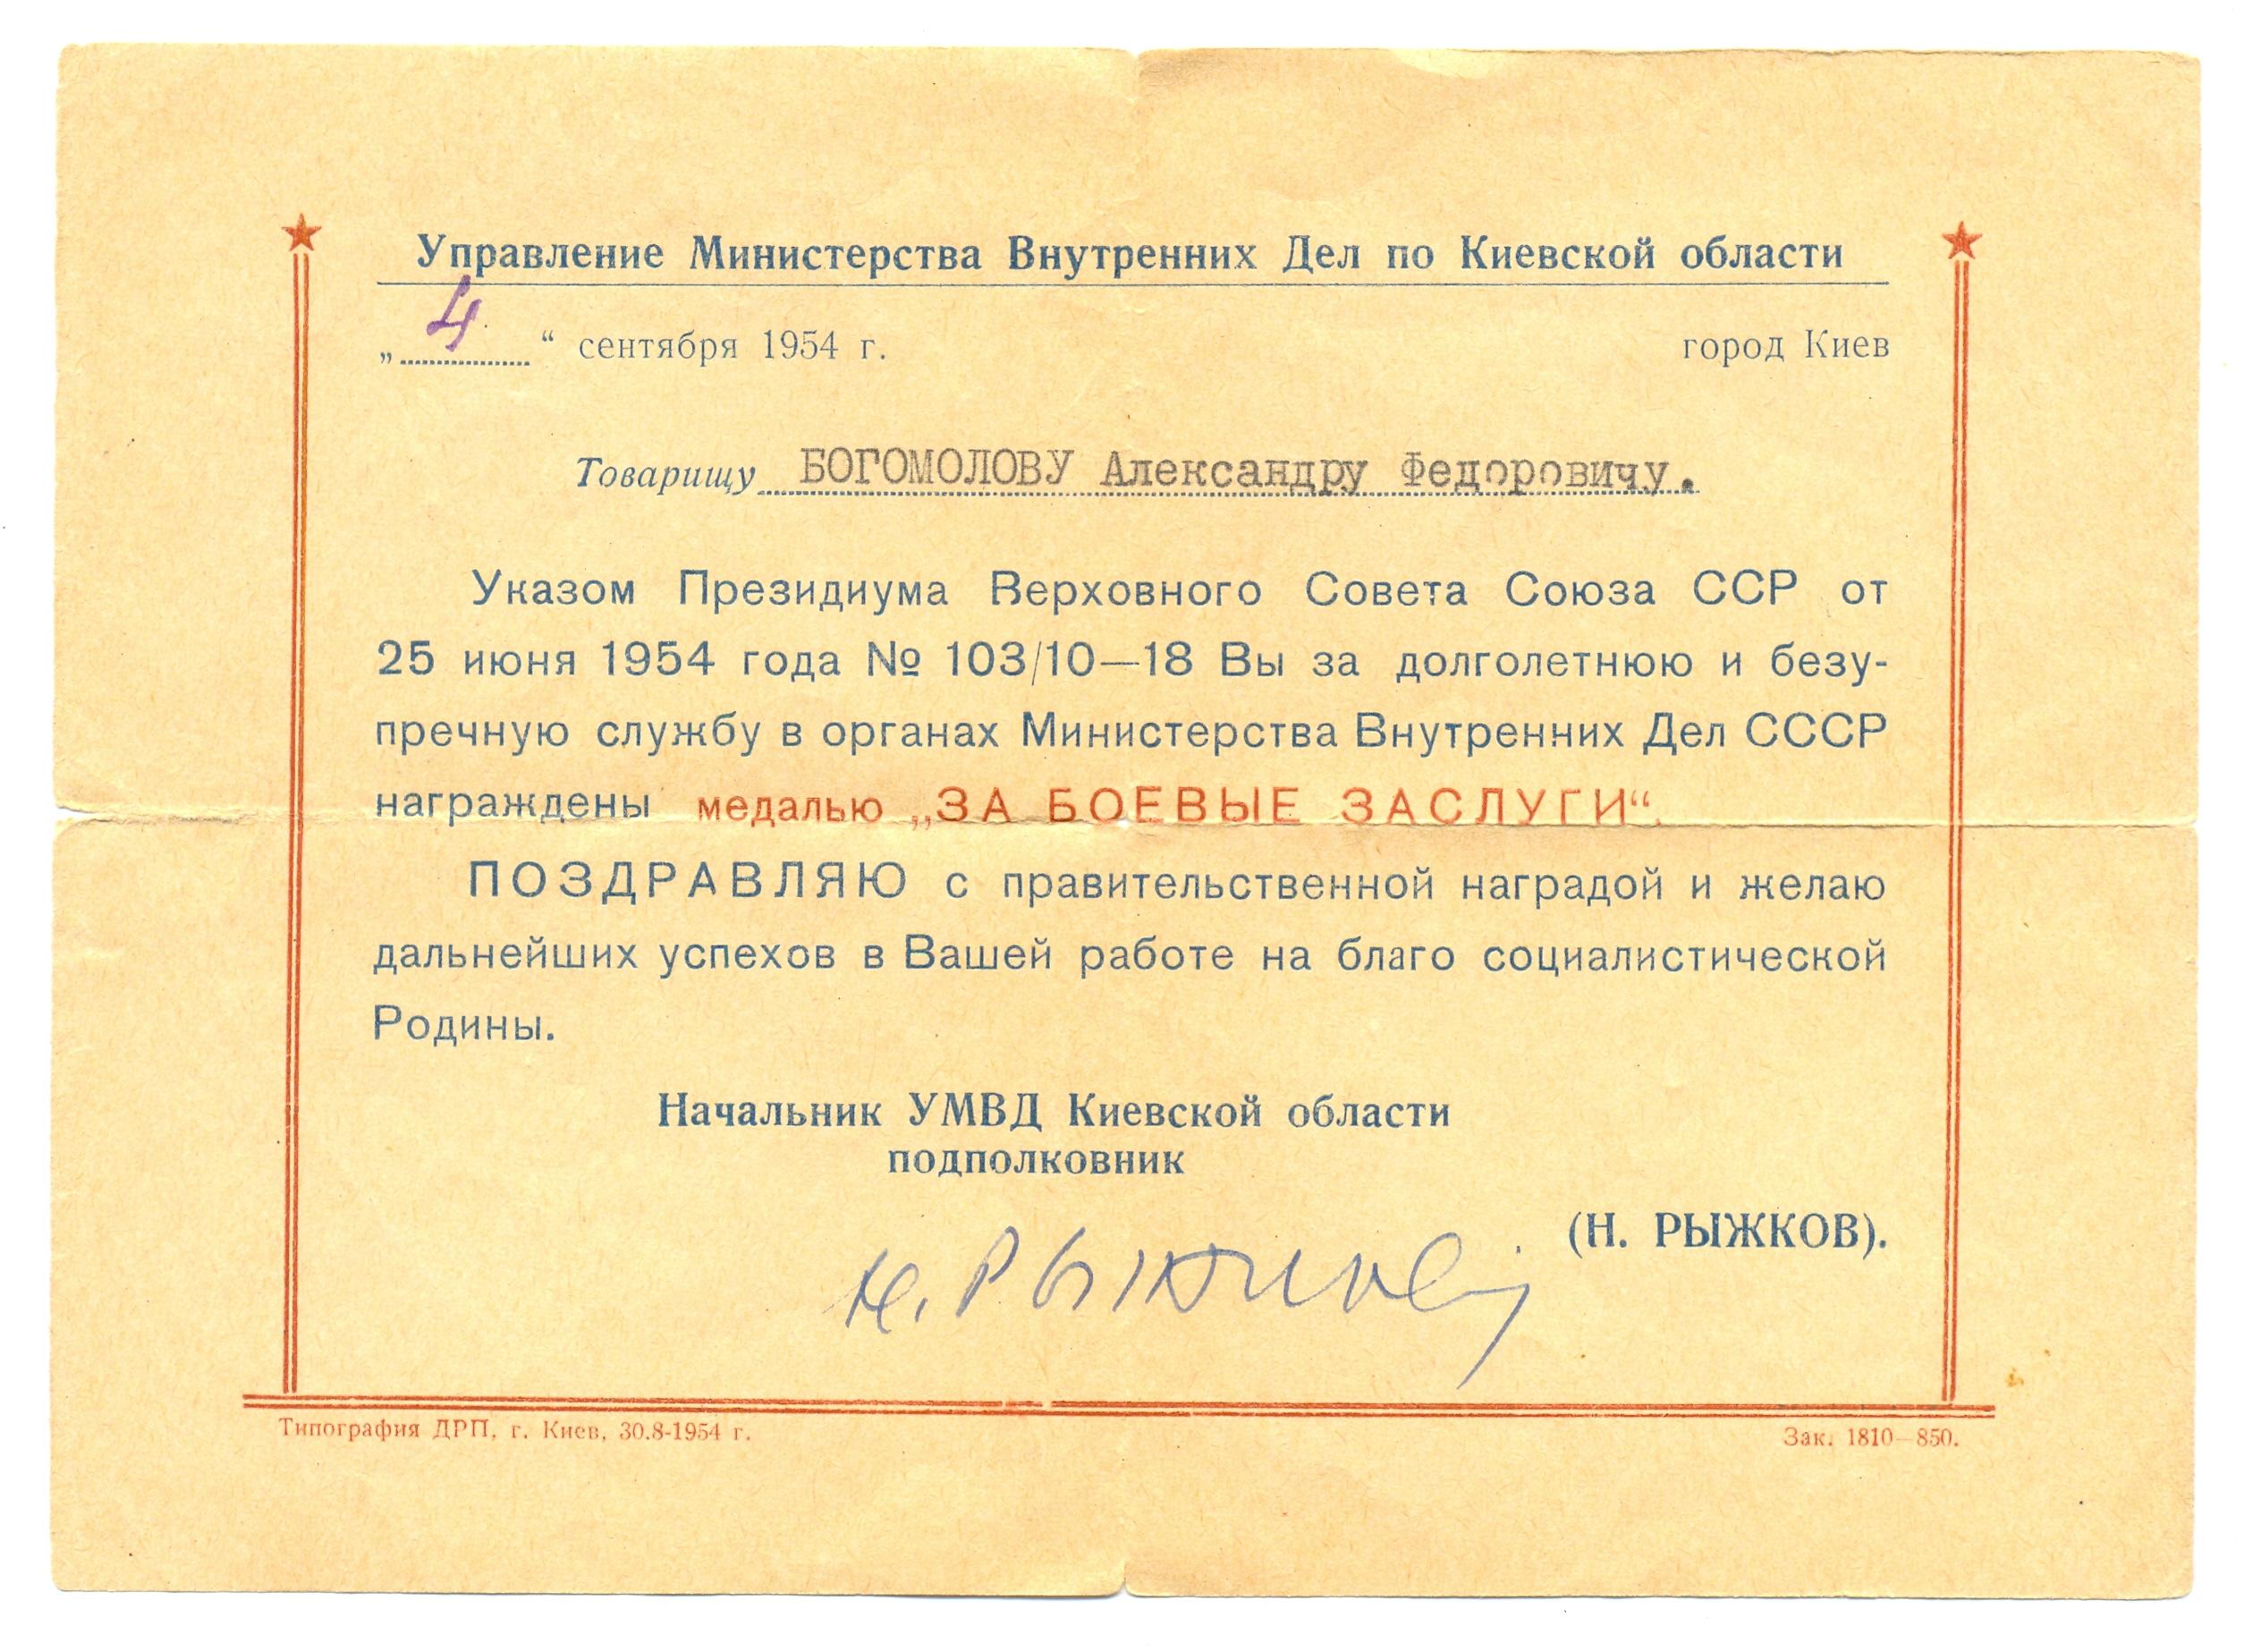 Управление Министерства Внутренних Дел по Киевской области
„4“ сентября 1954 г. город Киев
Товарищу БОГОМОЛОВУ Александру Федоровичу.
Указом Президиума Верховного Совета Союза ССР от
25 июня 1954 года № 103/10—18 Вы за долголетнюю и безу-
пречную службу в органах Министерства Внутренних Дел СССР
награждены медалью „ЗА БОЕВЫЕ ЗАСЛУГИ“.
ПОЗДРАВЛЯЮ с правительственной наградой и желаю
дальнейших успехов в Вашей работе на благо социалистической
Родины.
Начальник УМВД Киевской области
подполковник
(Н. РЫЖКОВ).
Н. Рыжков
Типография ДРП, г. Киев, 30.8-1954 г. Зак. 1810—850.